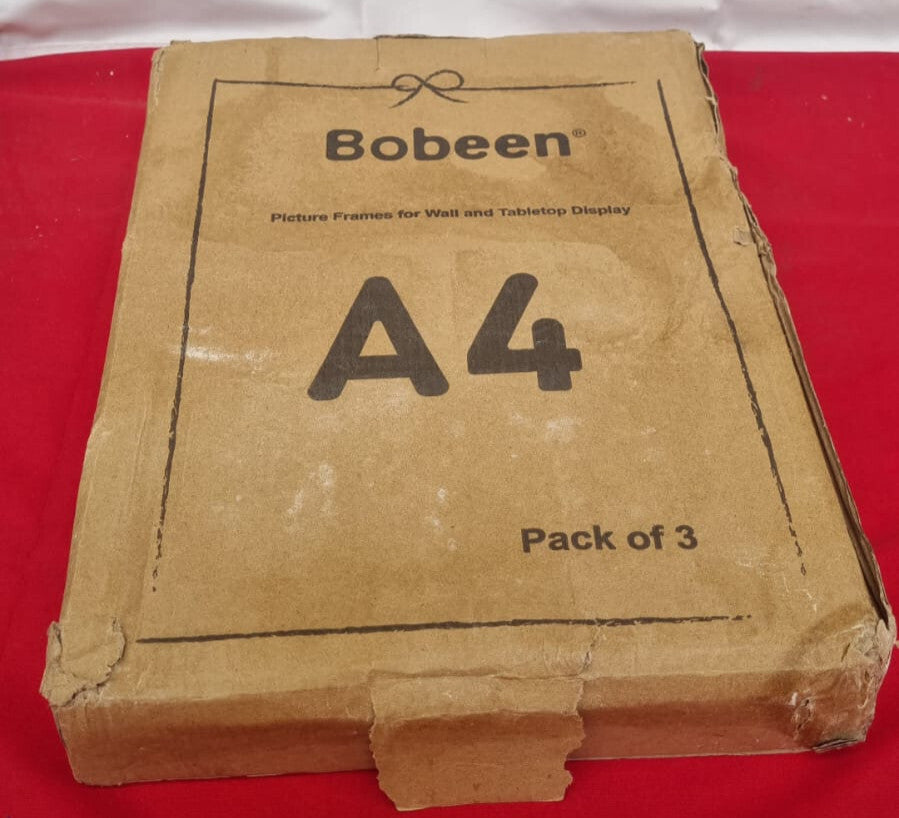 Bobeen®
Picture Frames for Wall and Tabletop Display
A4
Pack of 3